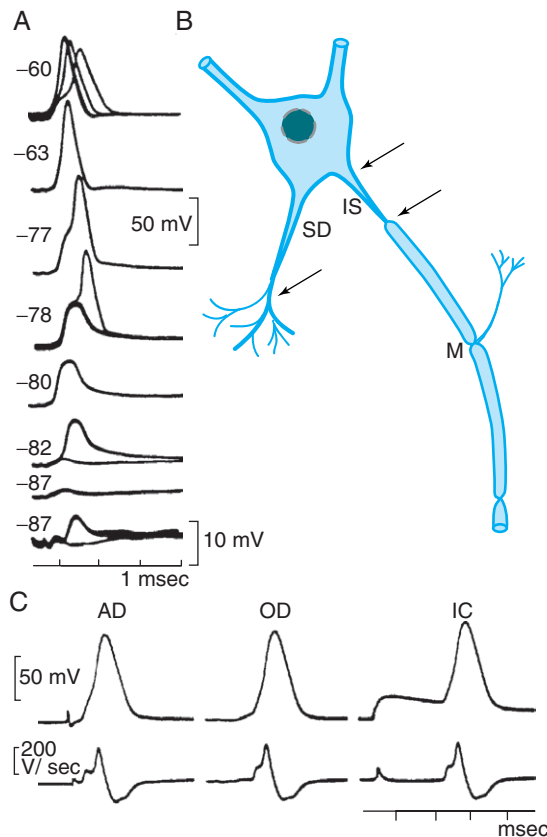 A
–60
–63
50 mV
–77
–78
–80
–82
–87
–87
10 mV
1 msec
B
SD
IS
M
C
AD
OD
IC
50 mV
200
V/ sec
msec